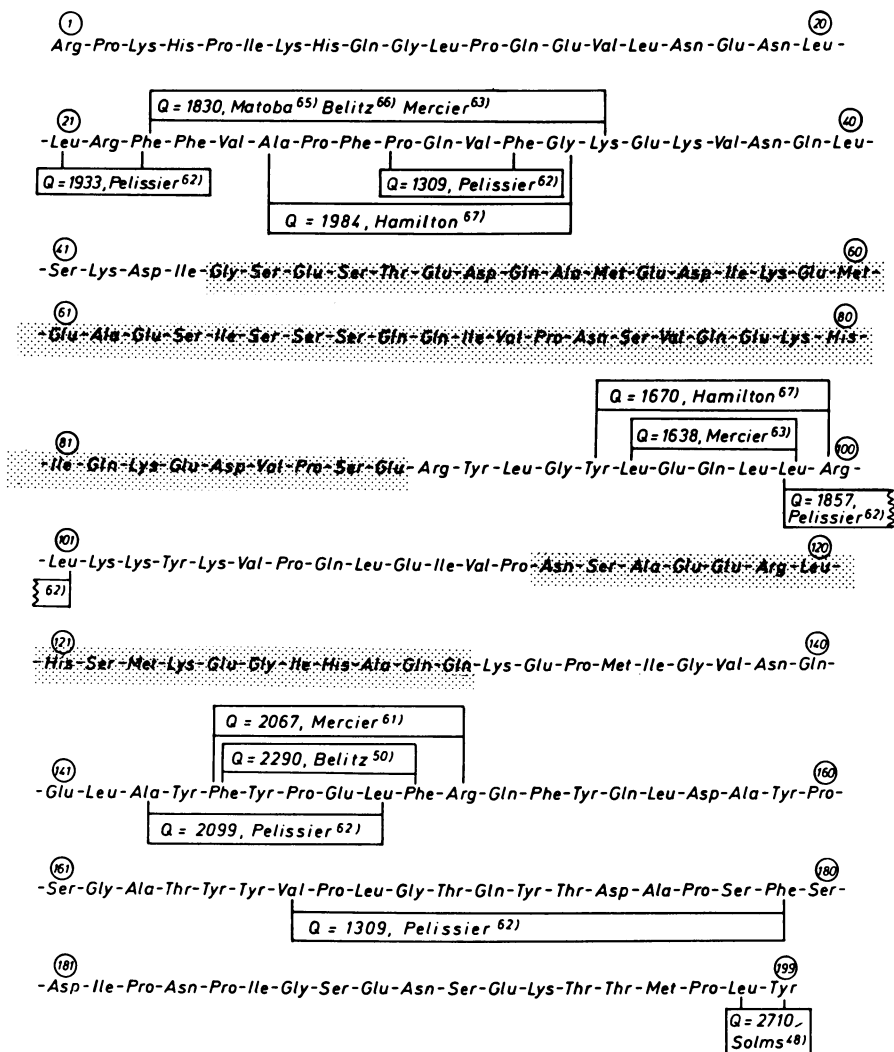 1 20
Arg-Pro-Lys-His-Pro-Ile-Lys-His-Gln-Gly-Leu-Pro-Gln-Glu-Val-Leu-Asn-Glu-Asn-Leu-
Q = 1830, Matoba 65) Belitz 66) Mercier 63)
21 40
-Leu-Arg-Phe-Phe-Val-Ala-Pro-Phe-Pro-Gln-Val-Phe-Gly-Lys-Glu-Lys-Val-Asn-Gln-Leu-
Q = 1933, Pelissier 62) Q = 1309, Pelissier 62)
Q = 1984, Hamilton 67)
41 60
-Ser-Lys-Asp-Ile-Gly-Ser-Glu-Ser-Thr-Glu-Asp-Gln-Ala-Met-Glu-Asp-Ile-Lys-Glu-Met-
61 80
-Glu-Ala-Glu-Ser-Ile-Ser-Ser-Ser-Gln-Gln-Ile-Val-Pro-Asn-Ser-Val-Gln-Glu-Lys-His-
Q = 1670, Hamilton 67)
Q = 1638, Mercier 63)
81 100
-Ile-Gln-Lys-Glu-Asp-Val-Pro-Ser-Glu-Arg-Tyr-Leu-Gly-Tyr-Leu-Glu-Gln-Leu-Leu-Arg-
Q = 1857,
Pelissier 62)
101 120
-Leu-Lys-Lys-Tyr-Lys-Val-Pro-Gln-Leu-Glu-Ile-Val-Pro-Asn-Ser-Ala-Glu-Glu-Arg-Leu-
62)
121 140
-His-Ser-Met-Lys-Glu-Gly-Ile-His-Ala-Gln-Gln-Lys-Glu-Pro-Met-Ile-Gly-Val-Asn-Gln-
Q = 2067, Mercier 61)
Q = 2290, Belitz 50)
141 160
-Glu-Leu-Ala-Tyr-Phe-Tyr-Pro-Glu-Leu-Phe-Arg-Gln-Phe-Tyr-Gln-Leu-Asp-Ala-Tyr-Pro-
Q = 2099, Pelissier 62)
161 180
-Ser-Gly-Ala-Thr-Tyr-Tyr-Val-Pro-Leu-Gly-Thr-Gln-Tyr-Thr-Asp-Ala-Pro-Ser-Phe-Ser-
Q = 1309, Pelissier 62)
181 199
-Asp-Ile-Pro-Asn-Pro-Ile-Gly-Ser-Glu-Asn-Ser-Glu-Lys-Thr-Thr-Met-Pro-Leu-Tyr
Q = 2710,
Solms 48)